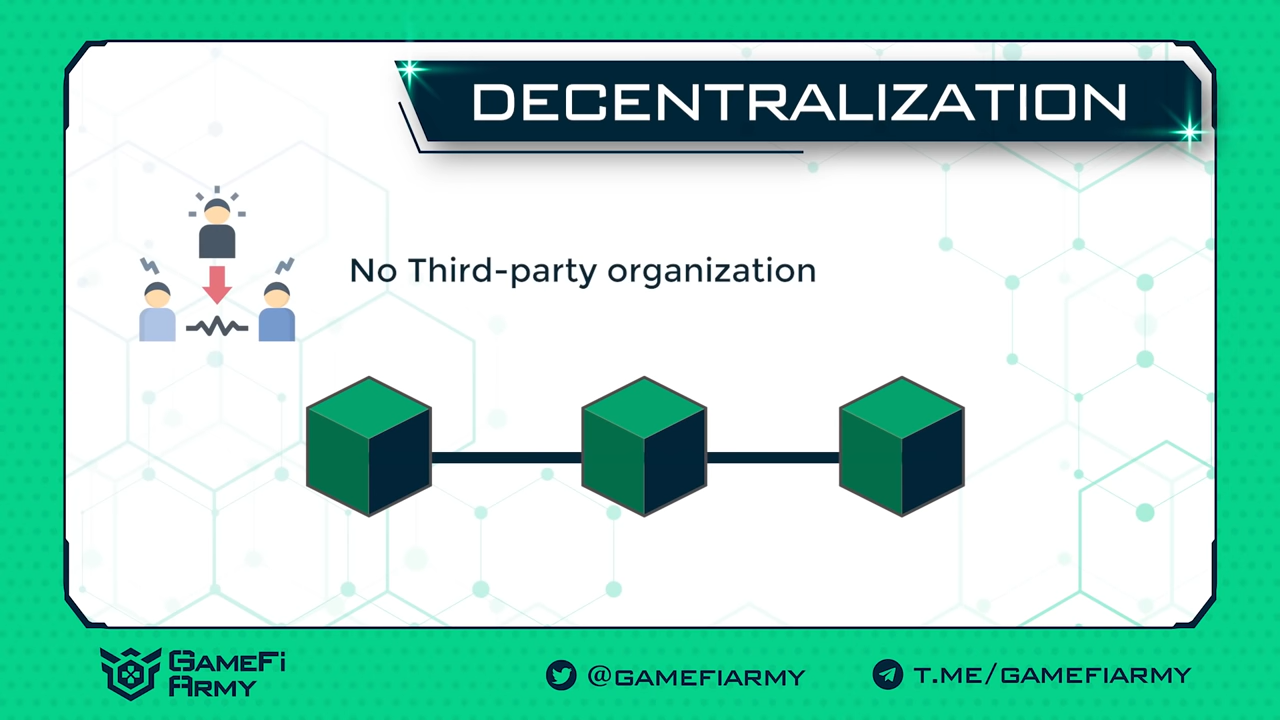 DECENTRALIZATION
No Third-party organization
GAMEFI
ARMY
@GAMEFIARMY
T.ME/GAMEFIARMY